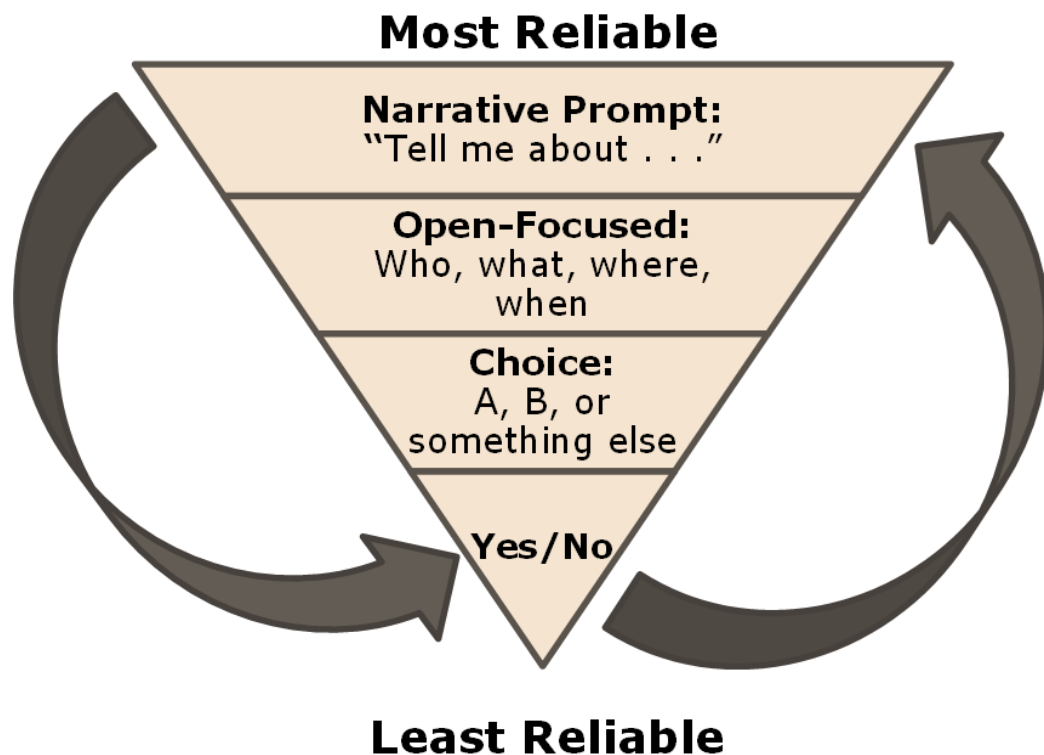 Most Reliable
Narrative Prompt:
“Tell me about . . .”
Open-Focused:
Who, what, where,
when
Choice:
A, B, or
something else
Yes/No
Least Reliable